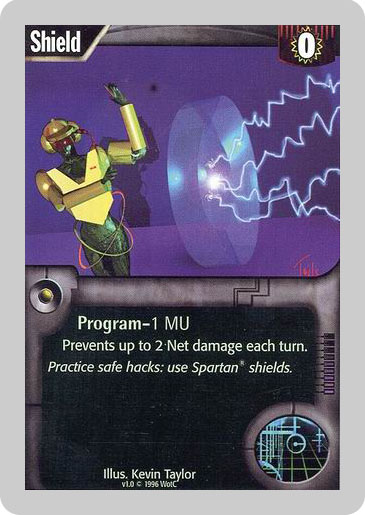 Shield
0
Taylor
Program–1 MU
Prevents up to 2 Net damage each turn.
Practice safe hacks: use Spartan® shields.
Illus. Kevin Taylor
v1.0 © 1996 WotC